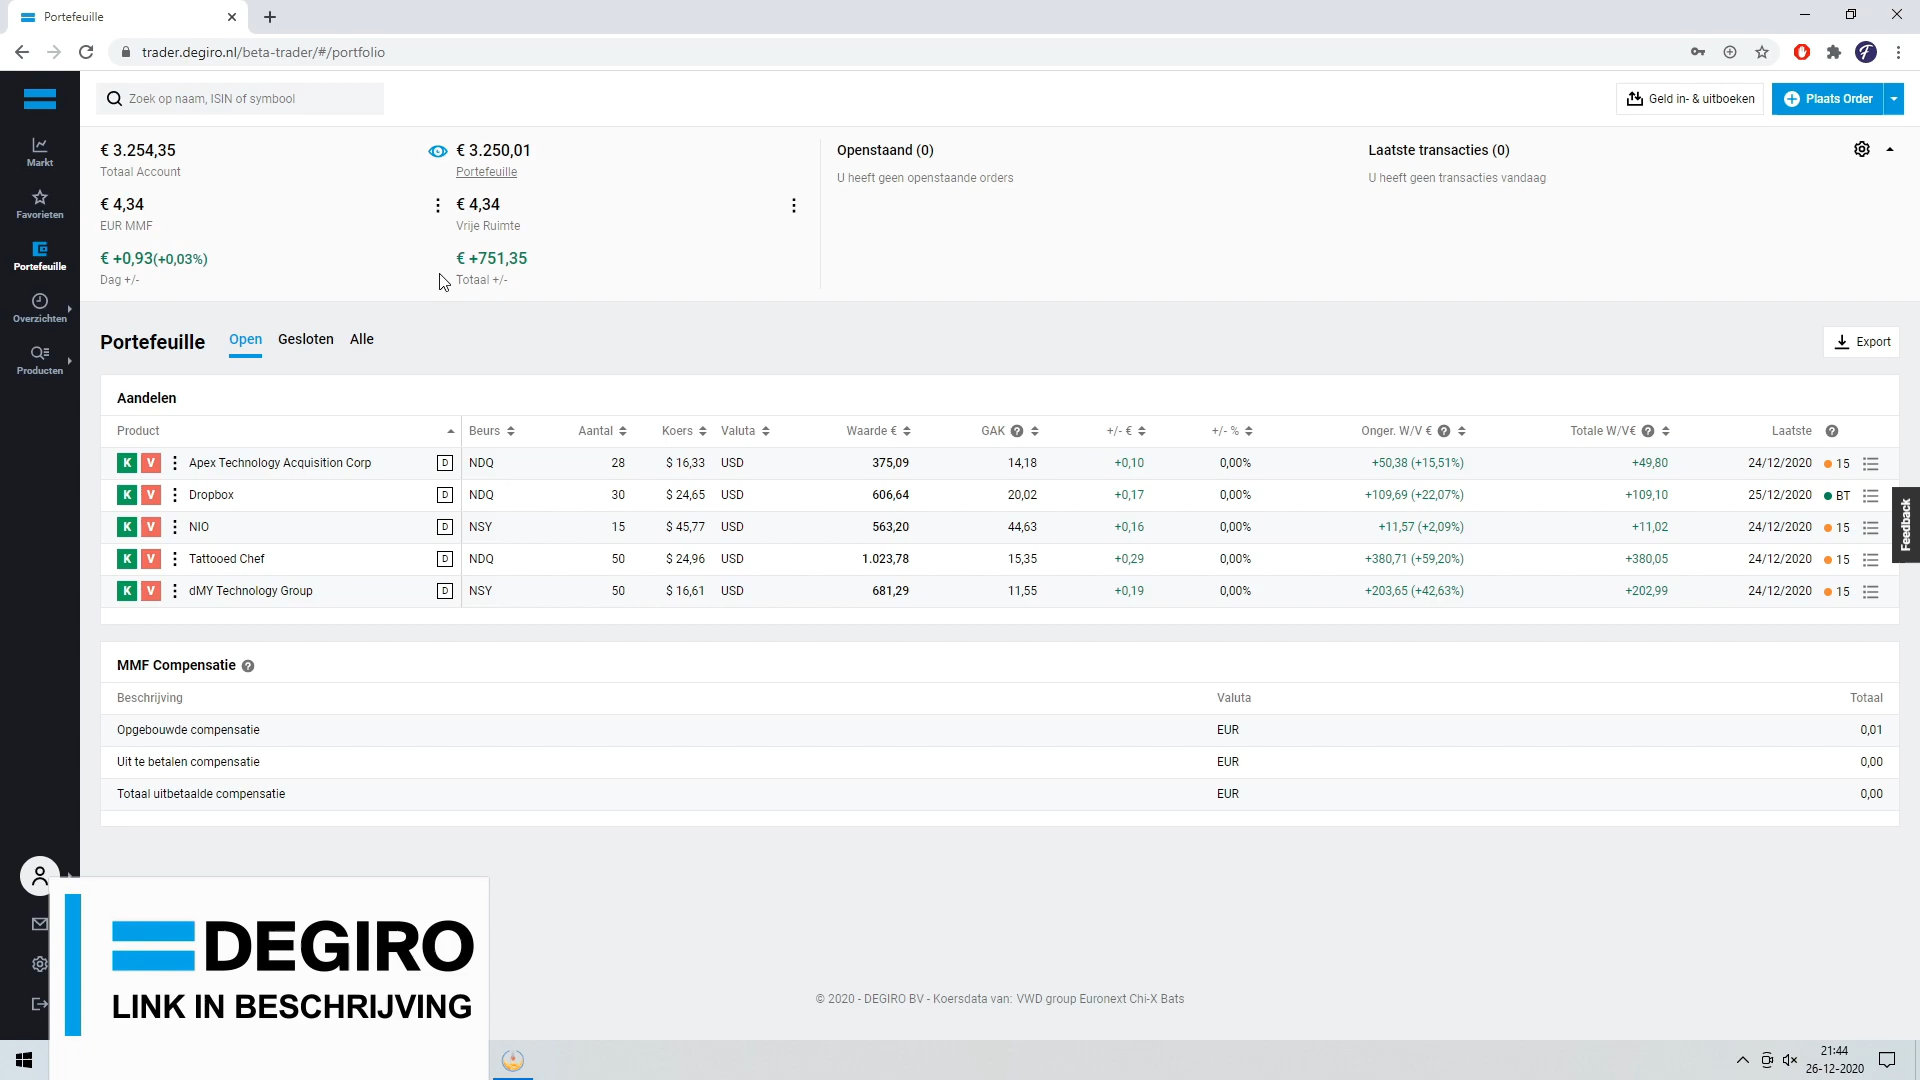 Portefeuille
trader.degiro.nl/beta-trader/#/portfolio
Zoek op naam, ISIN of symbool
Geld in- & uitboeken
Plaats Order
Markt
Favorieten
Portefeuille
Overzichten
Producten
€ 3.254,35
Totaal Account
€ 3.250,01
Portefeuille
€ 4,34
EUR MMF
€ 4,34
Vrije Ruimte
€ +0,93(+0,03%)
Dag +/-
€ +751,35
Totaal +/-
Openstaand (0)
U heeft geen openstaande orders
Laatste transacties (0)
U heeft geen transacties vandaag
Portefeuille Open Gesloten Alle
Export
Aandelen
Product Beurs Aantal Koers Valuta Waarde € GAK ? +/- € +/- % Onger. W/V € ? Totale W/V€ ? Laatste ?
K V Apex Technology Acquisition Corp D NDQ 28 $ 16,33 USD 375,09 14,18 +0,10 0,00% +50,38 (+15,51%) +49,80 24/12/2020 15
K V Dropbox D NDQ 30 $ 24,65 USD 606,64 20,02 +0,17 0,00% +109,69 (+22,07%) +109,10 25/12/2020 BT
K V NIO D NSY 15 $ 45,77 USD 563,20 44,63 +0,16 0,00% +11,57 (+2,09%) +11,02 24/12/2020 15
K V Tattooed Chef D NDQ 50 $ 24,96 USD 1.023,78 15,35 +0,29 0,00% +380,71 (+59,20%) +380,05 24/12/2020 15
K V dMY Technology Group D NSY 50 $ 16,61 USD 681,29 11,55 +0,19 0,00% +203,65 (+42,63%) +202,99 24/12/2020 15
Feedback
MMF Compensatie ?
Beschrijving Valuta Totaal
Opgebouwde compensatie EUR 0,01
Uit te betalen compensatie EUR 0,00
Totaal uitbetaalde compensatie EUR 0,00
DEGIRO
LINK IN BESCHRIJVING
© 2020 - DEGIRO BV - Koersdata van: VWD group Euronext Chi-X Bats
21:44
26-12-2020